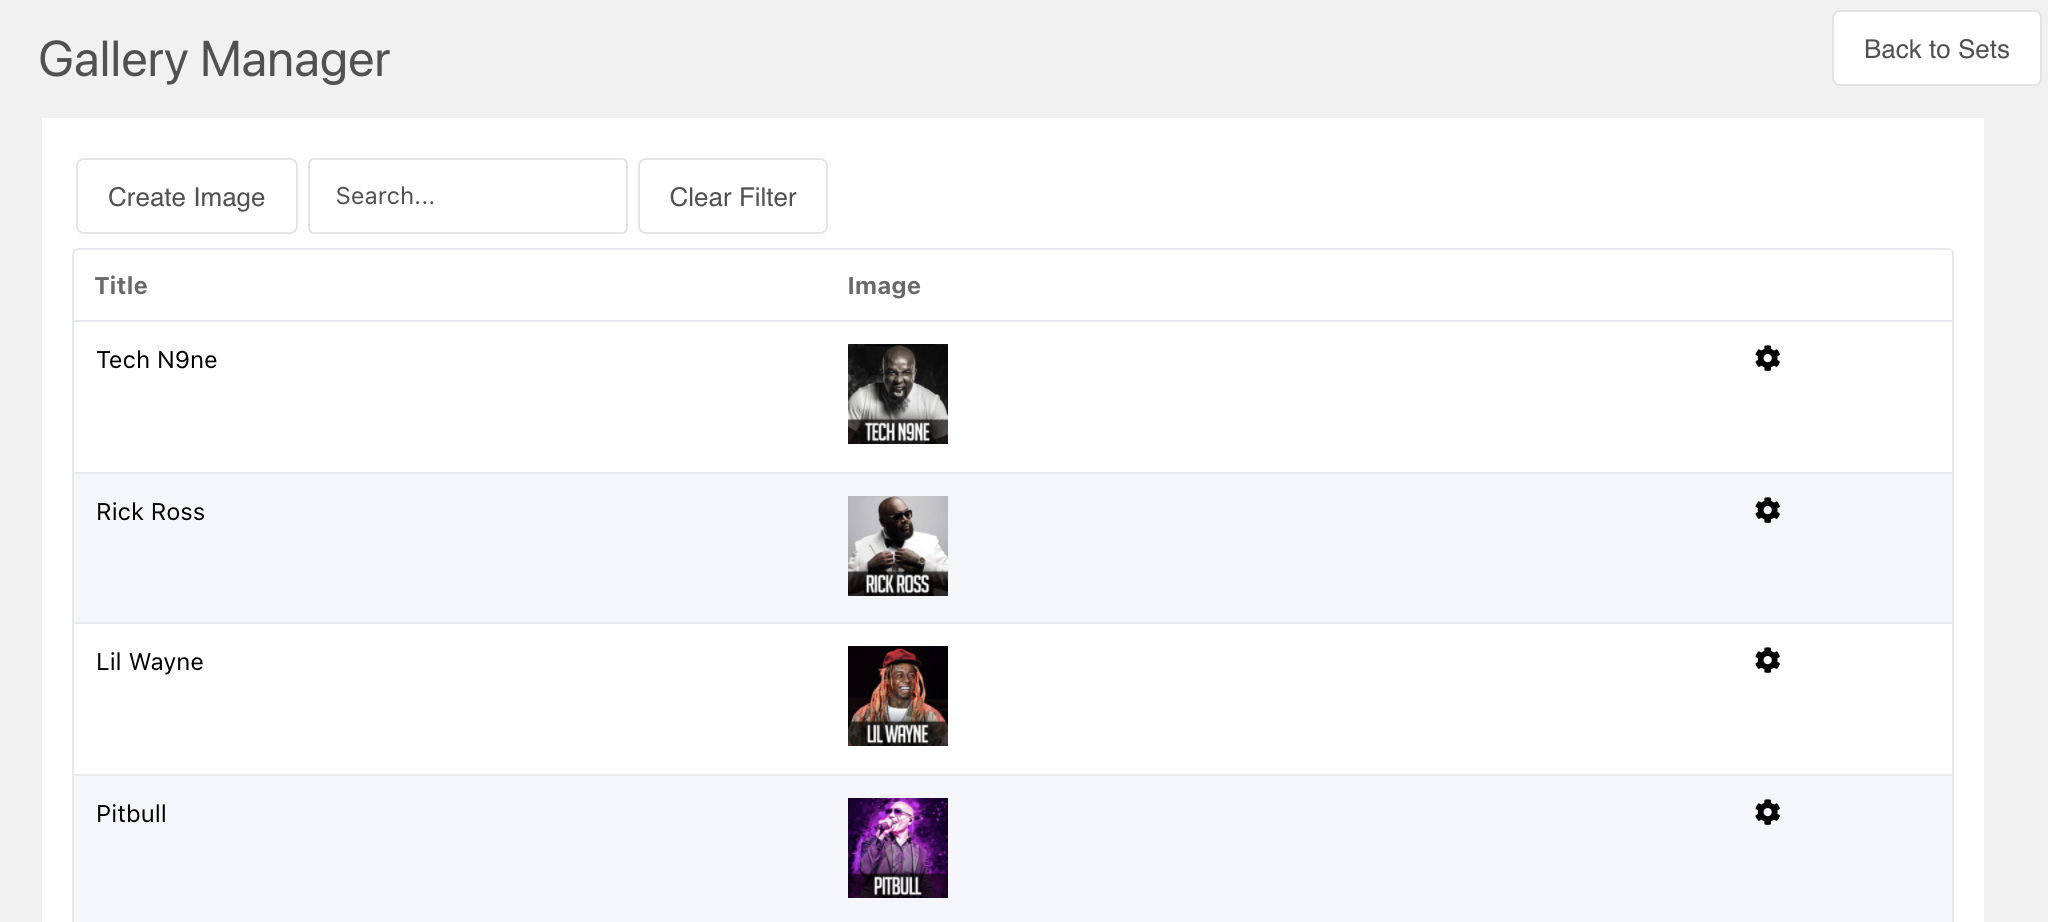 Gallery Manager
Back to Sets
Create Image
Search...
Clear Filter
Title
Image
Tech N9ne
TECH N9NE
Rick Ross
RICK ROSS
Lil Wayne
LIL WAYNE
Pitbull
PITBULL